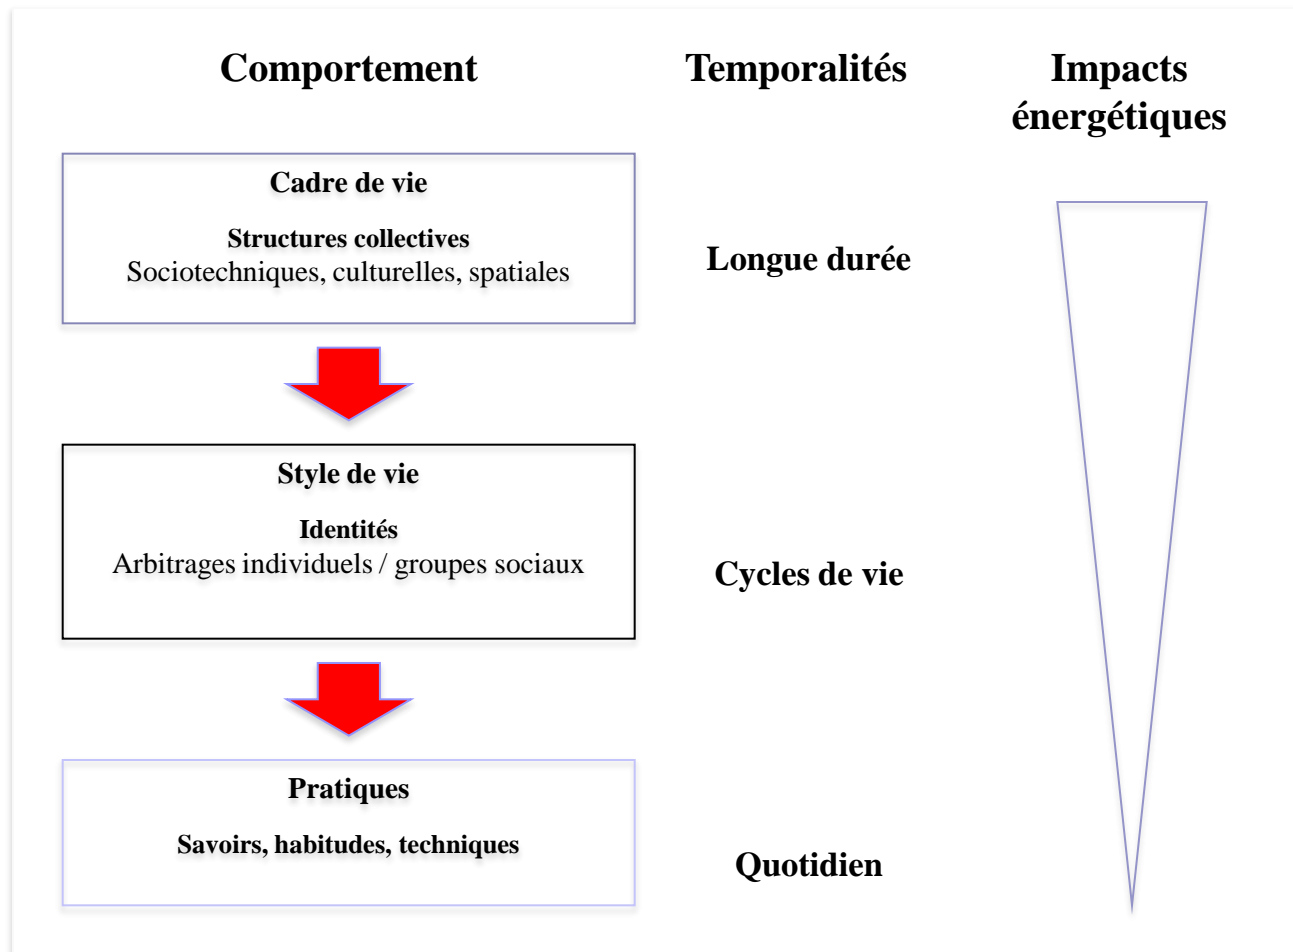 Comportement
Temporalités
Impacts
énergétiques
Cadre de vie
Structures collectives
Sociotechniques, culturelles, spatiales
Longue durée
Style de vie
Identités
Arbitrages individuels / groupes sociaux
Cycles de vie
Pratiques
Savoirs, habitudes, techniques
Quotidien